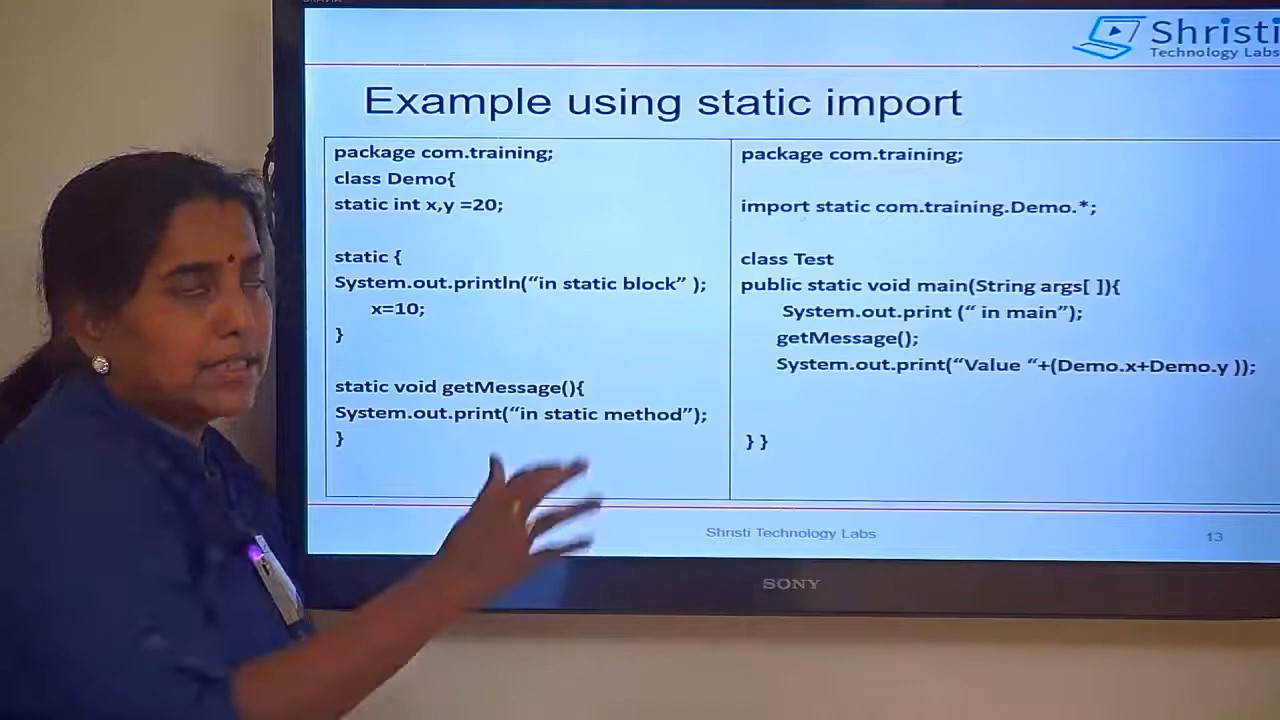 Shristi
Technology Labs
Example using static import
package com.training;
class Demo{
static int x,y =20;
static {
System.out.println(“in static block” );
x=10;
}
static void getMessage(){
System.out.print(“in static method”);
}
package com.training;
import static com.training.Demo.*;
class Test
public static void main(String args[ ]){
System.out.print (“ in main”);
getMessage();
System.out.print(“Value “+(Demo.x+Demo.y ));
} }
Shristi Technology Labs
13
SONY